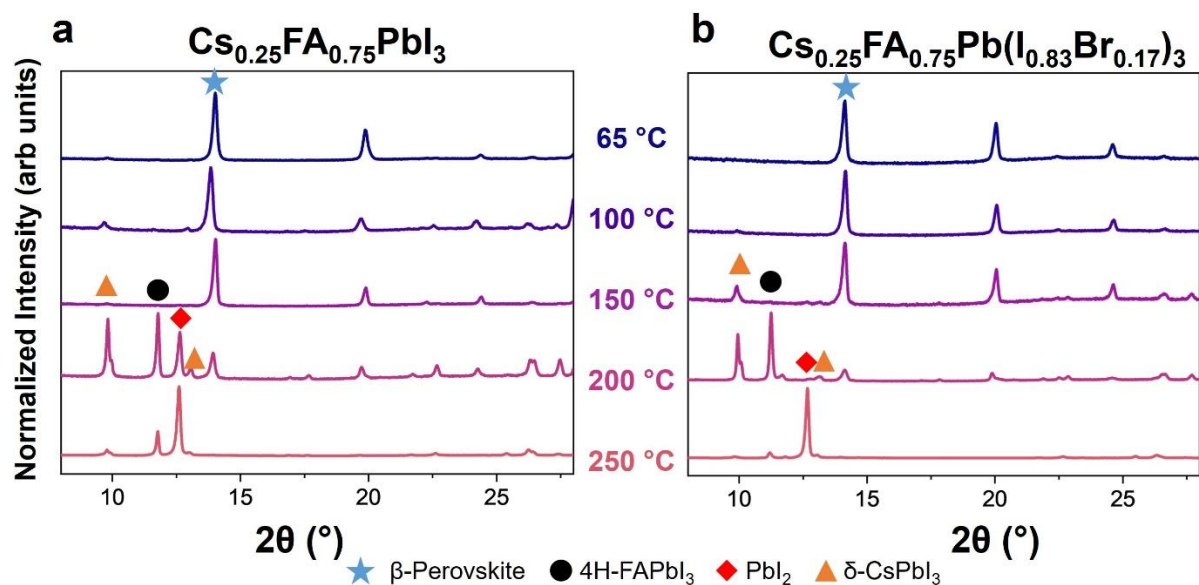 a
Cs₀.₂₅FA₀.₇₅PbI₃
b
Cs₀.₂₅FA₀.₇₅Pb(I₀.₈₃Br₀.₁₇)₃
Normalized Intensity (arb units)
65 °C
100 °C
150 °C
200 °C
250 °C
10
15
20
25
10
15
20
25
2θ (°)
2θ (°)
β-Perovskite
4H-FAPbI₃
PbI₂
δ-CsPbI₃